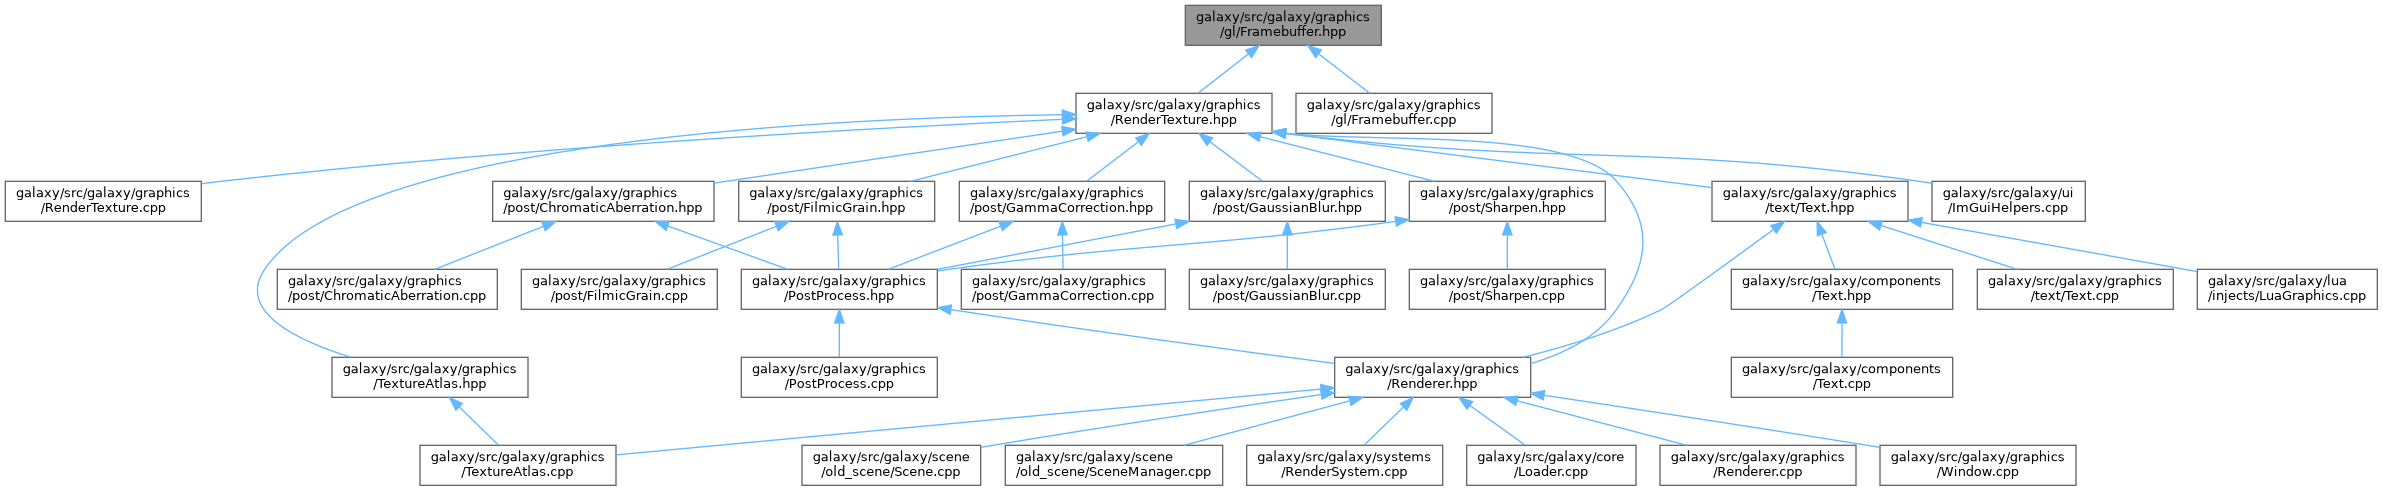 galaxy/src/galaxy/graphics
/gl/Framebuffer.hpp
galaxy/src/galaxy/graphics
/RenderTexture.hpp
galaxy/src/galaxy/graphics
/gl/Framebuffer.cpp
galaxy/src/galaxy/graphics
/RenderTexture.cpp
galaxy/src/galaxy/graphics
/post/ChromaticAberration.hpp
galaxy/src/galaxy/graphics
/post/FilmicGrain.hpp
galaxy/src/galaxy/graphics
/post/GammaCorrection.hpp
galaxy/src/galaxy/graphics
/post/GaussianBlur.hpp
galaxy/src/galaxy/graphics
/post/Sharpen.hpp
galaxy/src/galaxy/graphics
/text/Text.hpp
galaxy/src/galaxy/ui
/ImGuiHelpers.cpp
galaxy/src/galaxy/graphics
/post/ChromaticAberration.cpp
galaxy/src/galaxy/graphics
/post/FilmicGrain.cpp
galaxy/src/galaxy/graphics
/PostProcess.hpp
galaxy/src/galaxy/graphics
/post/GammaCorrection.cpp
galaxy/src/galaxy/graphics
/post/GaussianBlur.cpp
galaxy/src/galaxy/graphics
/post/Sharpen.cpp
galaxy/src/galaxy/components
/Text.hpp
galaxy/src/galaxy/graphics
/text/Text.cpp
galaxy/src/galaxy/lua
/injects/LuaGraphics.cpp
galaxy/src/galaxy/graphics
/TextureAtlas.hpp
galaxy/src/galaxy/graphics
/PostProcess.cpp
galaxy/src/galaxy/graphics
/Renderer.hpp
galaxy/src/galaxy/components
/Text.cpp
galaxy/src/galaxy/graphics
/TextureAtlas.cpp
galaxy/src/galaxy/scene
/old_scene/Scene.cpp
galaxy/src/galaxy/scene
/old_scene/SceneManager.cpp
galaxy/src/galaxy/systems
/RenderSystem.cpp
galaxy/src/galaxy/core
/Loader.cpp
galaxy/src/galaxy/graphics
/Renderer.cpp
galaxy/src/galaxy/graphics
/Window.cpp